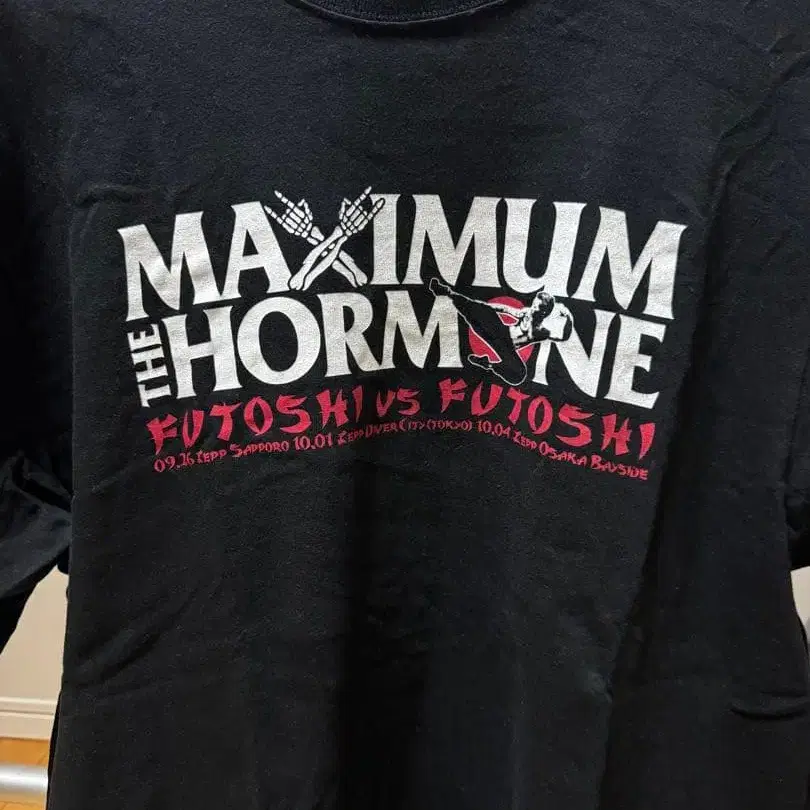 MAXIMUM
THE HORMONE
FUTOSHI VS FUTOSHI
09.26 ZEPP SAPPORO 10.01 ZEPP DIVER CITY(TOKYO) 10.04 ZEPP OSAKA BAYSIDE